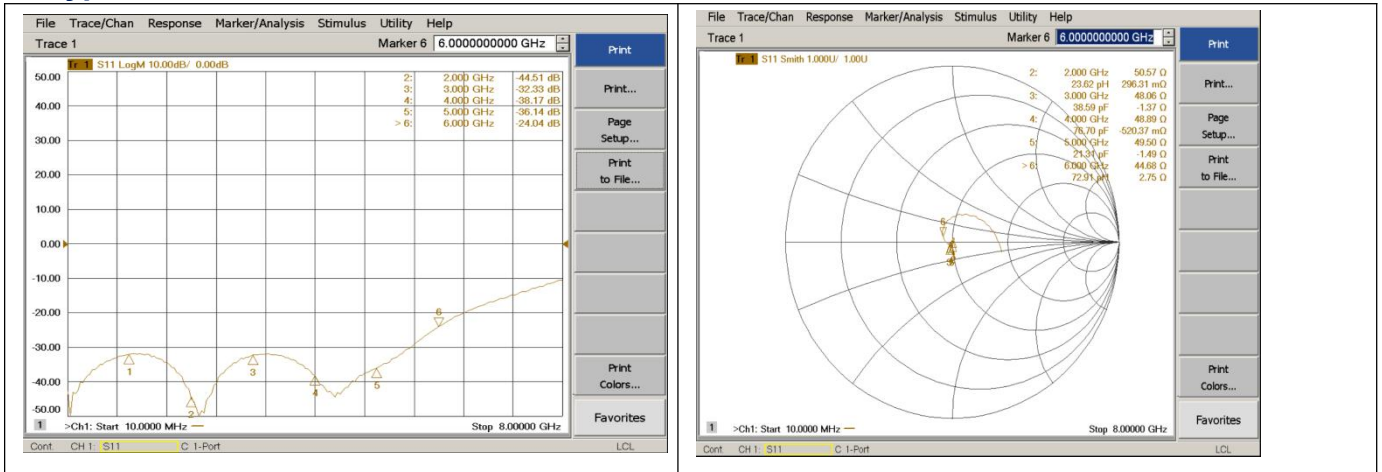 File Trace/Chan Response Marker/Analysis Stimulus Utility Help
Trace 1 Marker 6 6.0000000000 GHz
Print
Tr 1 S11 LogM 10.00dB/ 0.00dB
50.00
2: 2.000 GHz -44.51 dB
3: 3.000 GHz -32.33 dB
4: 4.000 GHz -38.17 dB
5: 5.000 GHz -36.14 dB
> 6: 6.000 GHz -24.04 dB
Print...
40.00
Page
Setup...
30.00
Print
to File...
20.00
10.00
0.00
-10.00
-20.00
6
-30.00
1
3
Print
Colors...
-40.00
4
5
2
-50.00
1 >Ch1: Start 10.0000 MHz Stop 8.00000 GHz
Favorites
Cont. CH 1: S11 C 1-Port LCL
File Trace/Chan Response Marker/Analysis Stimulus Utility Help
Trace 1 Marker 6 6.0000000000 GHz
Print
Tr 1 S11 Smith 1.000U/ 1.00U
2: 2.000 GHz 50.57 Ω
23.62 pH 296.31 mΩ
3: 3.000 GHz 48.06 Ω
38.59 pF -1.37 Ω
4: 4.000 GHz 48.89 Ω
76.70 pF -520.37 mΩ
5: 5.000 GHz 49.50 Ω
21.31 pF -1.49 Ω
> 6: 6.000 GHz 44.68 Ω
72.91 pH 2.75 Ω
Print...
Page
Setup...
Print
to File...
6
Print
Colors...
1 >Ch1: Start 10.0000 MHz Stop 8.00000 GHz
Favorites
Cont. CH 1: S11 C 1-Port LCL